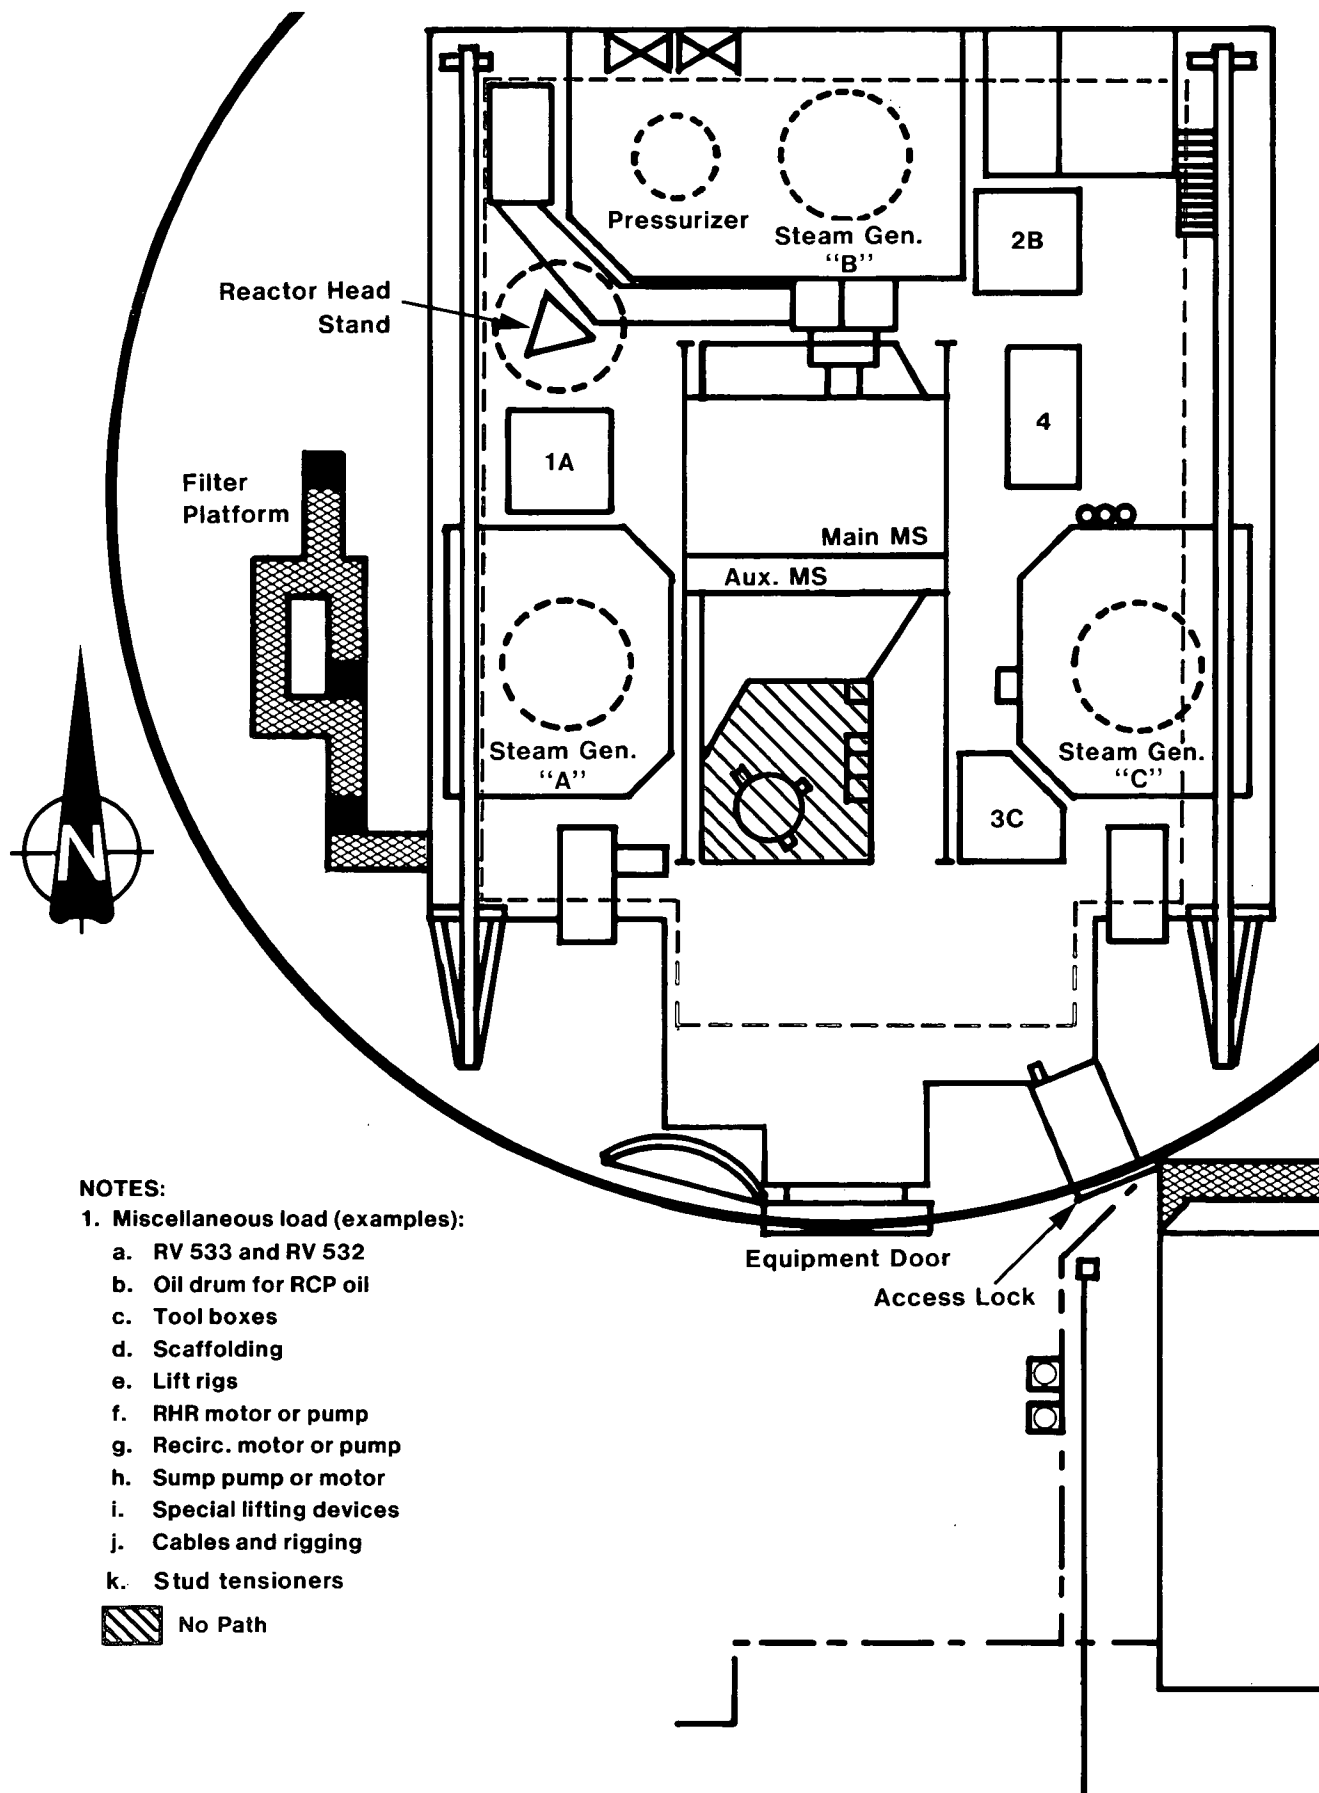 Pressurizer
Steam Gen.
"B"
2B
Reactor Head
Stand
4
1A
Filter
Platform
Main MS
Aux. MS
Steam Gen.
"A"
Steam Gen.
"C"
3C
N
NOTES:
1. Miscellaneous load (examples):
a. RV 533 and RV 532
b. Oil drum for RCP oil
c. Tool boxes
d. Scaffolding
e. Lift rigs
f. RHR motor or pump
g. Recirc. motor or pump
h. Sump pump or motor
i. Special lifting devices
j. Cables and rigging
k. Stud tensioners
No Path
Equipment Door
Access Lock